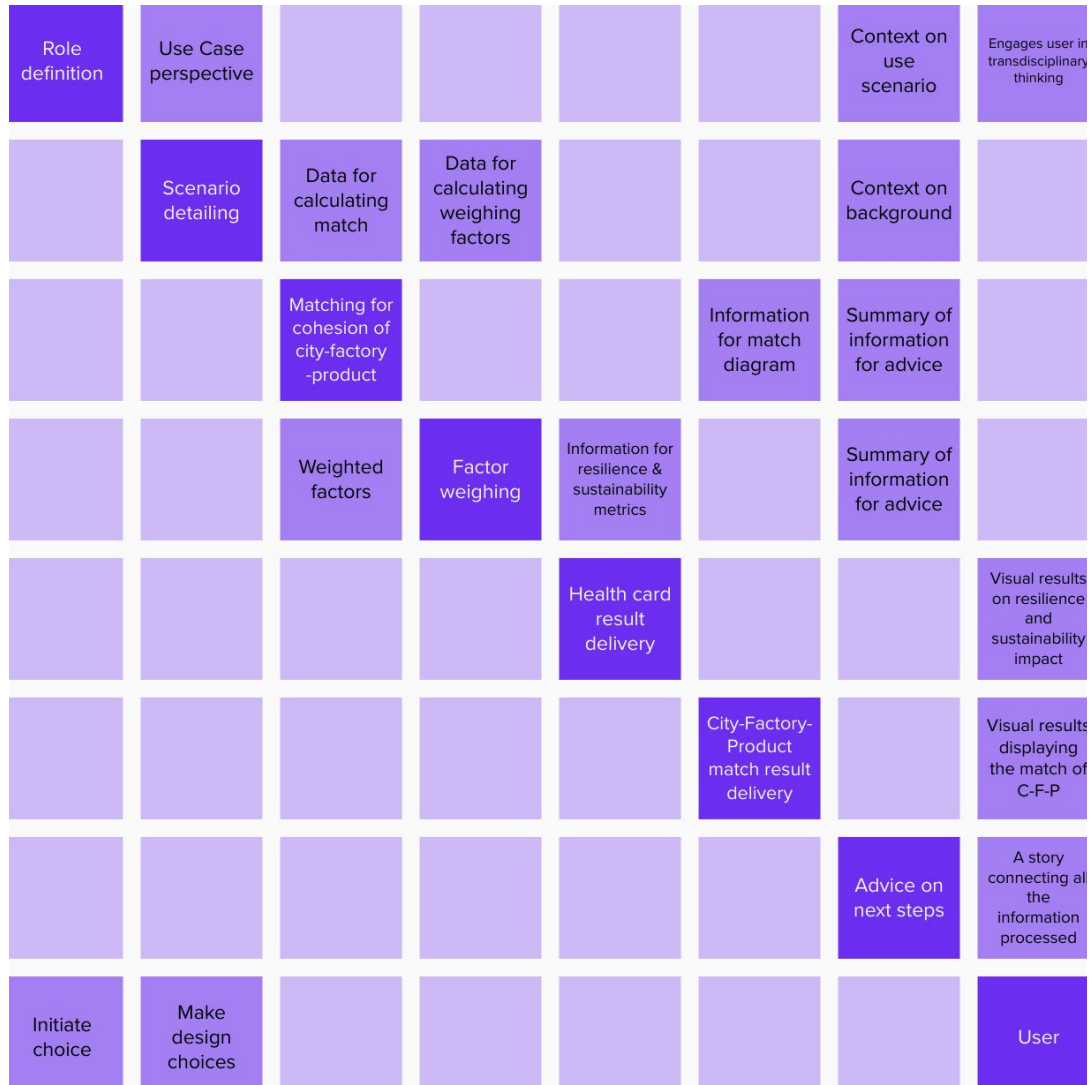 Role
definition
Use Case
perspective
Context on
use
scenario
Engages user in
transdisciplinary
thinking
Scenario
detailing
Data for
calculating
match
Data for
calculating
weighing
factors
Context on
background
Matching for
cohesion of
city-factory
-product
Information
for match
diagram
Summary of
information
for advice
Weighted
factors
Factor
weighing
Information for
resilience &
sustainability
metrics
Summary of
information
for advice
Health card
result
delivery
Visual results
on resilience
and
sustainability
impact
City-Factory-
Product
match result
delivery
Visual results
displaying
the match of
C-F-P
Advice on
next steps
A story
connecting all
the
information
processed
Initiate
choice
Make
design
choices
User